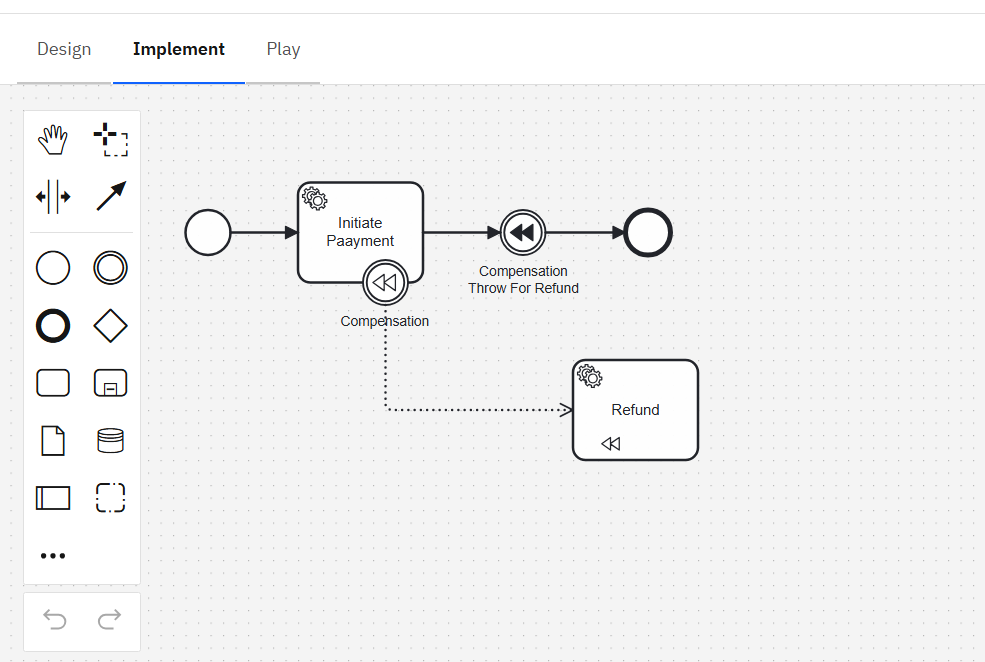 Design
Implement
Play
Initiate
Paayment
Compensation
Throw For Refund
Compensation
Refund